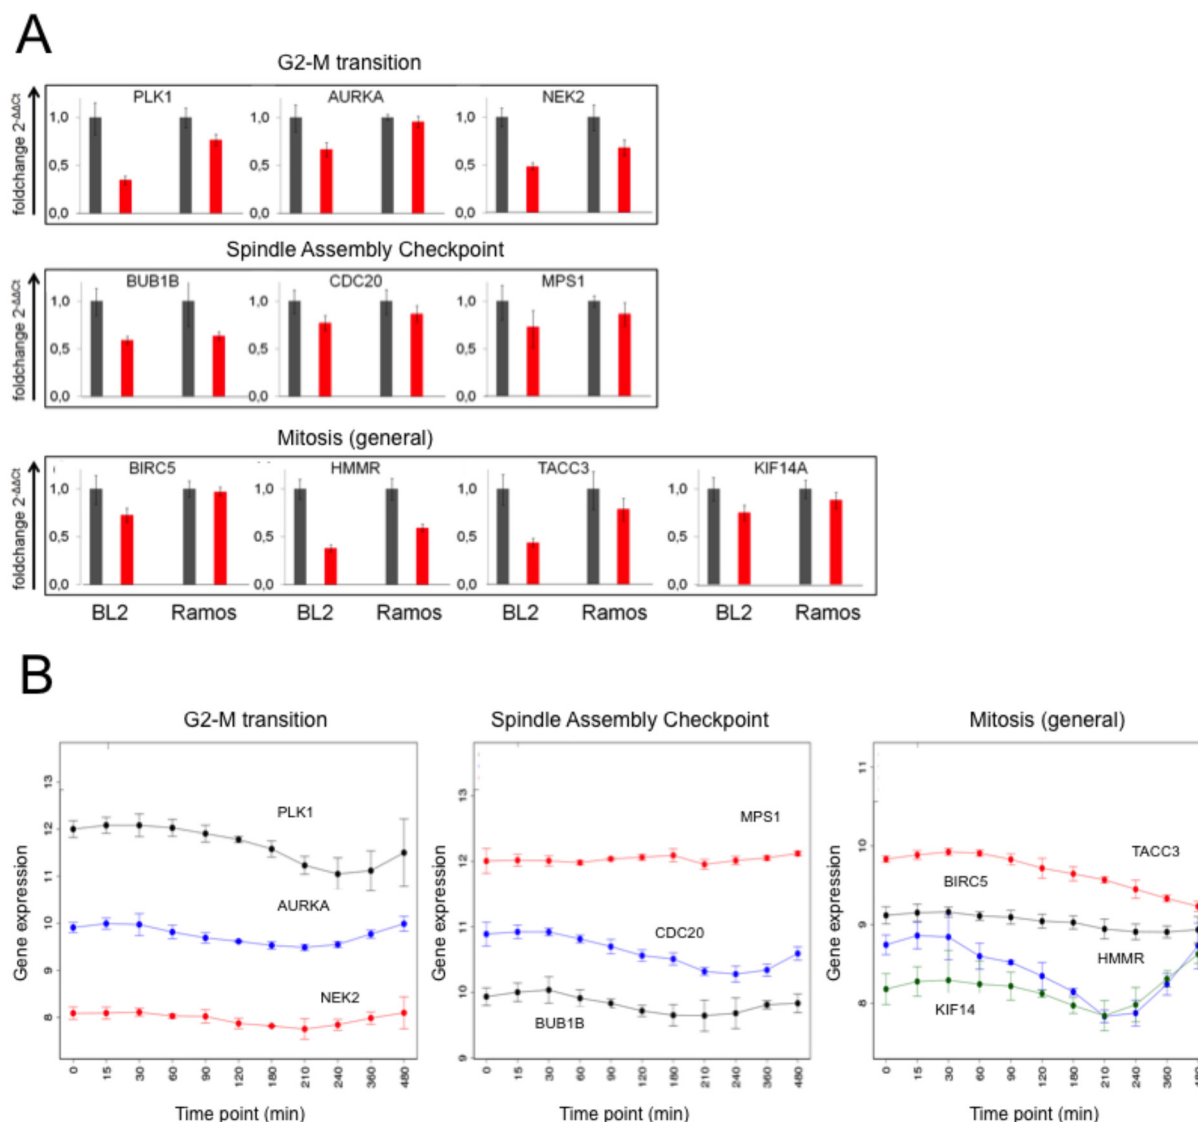 A
G2-M transition
foldchange 2-ΔΔCt
PLK1 AURKA NEK2
1,0 1,0 1,0
0,5 0,5 0,5
0,0 0,0 0,0
Spindle Assembly Checkpoint
foldchange 2-ΔΔCt
BUB1B CDC20 MPS1
1,0 1,0 1,0
0,5 0,5 0,5
0,0 0,0 0,0
Mitosis (general)
foldchange 2-ΔΔCt
BIRC5 HMMR TACC3 KIF14A
1,0 1,0 1,0 1,0
0,5 0,5 0,5 0,5
0,0 0,0 0,0 0,0
BL2 Ramos BL2 Ramos BL2 Ramos BL2 Ramos
B
G2-M transition
Gene expression
13
12
10
9
8
PLK1
AURKA
NEK2
0 15 30 60 90 120 180 210 240 360 480
Time point (min)
Spindle Assembly Checkpoint
Gene expression
13
12
11
10
9
MPS1
CDC20
BUB1B
0 15 30 60 90 120 180 210 240 360 480
Time point (min)
Mitosis (general)
Gene expression
11
10
9
8
TACC3
BIRC5
HMMR
KIF14
0 15 30 60 90 120 180 210 240 360 480
Time point (min)